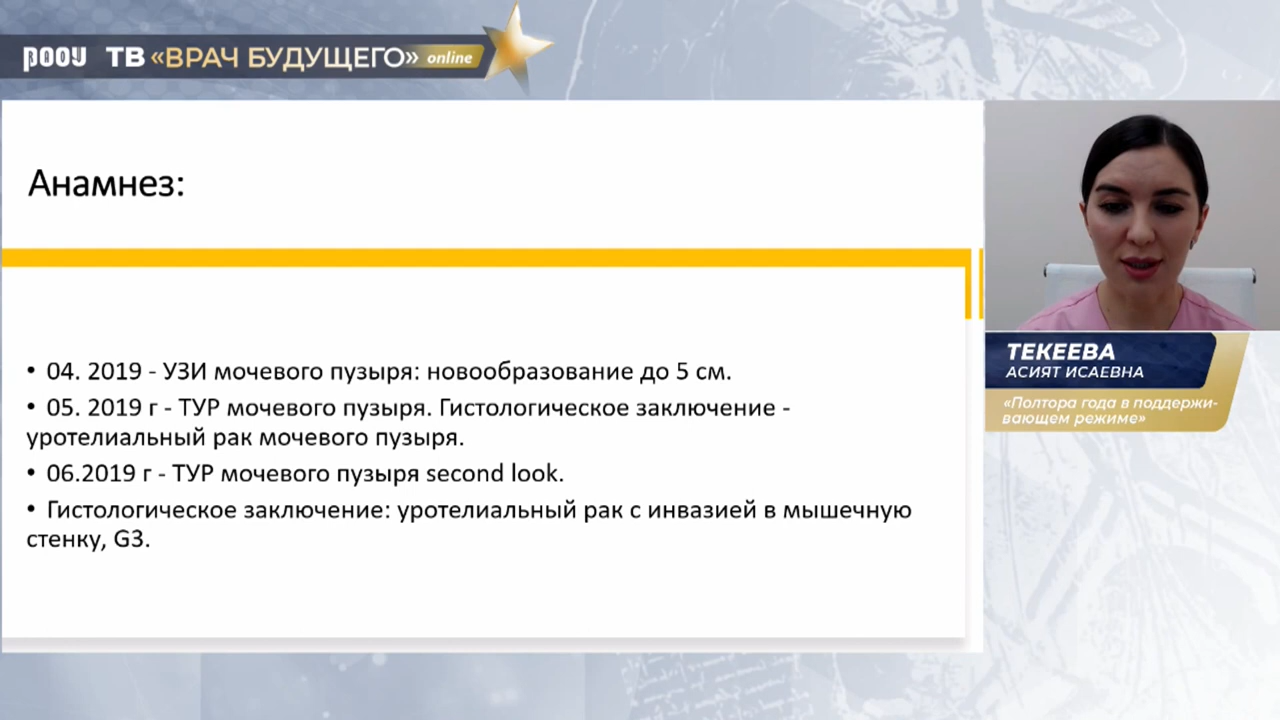 РООУ ТВ «ВРАЧ БУДУЩЕГО» online
Анамнез:
• 04. 2019 - УЗИ мочевого пузыря: новообразование до 5 см.
• 05. 2019 г - ТУР мочевого пузыря. Гистологическое заключение -
уротелиальный рак мочевого пузыря.
• 06.2019 г - ТУР мочевого пузыря second look.
• Гистологическое заключение: уротелиальный рак с инвазией в мышечную
стенку, G3.
ТЕКЕЕВА
АСИЯТ ИСАЕВНА
«Полтора года в поддержи-
вающем режиме»